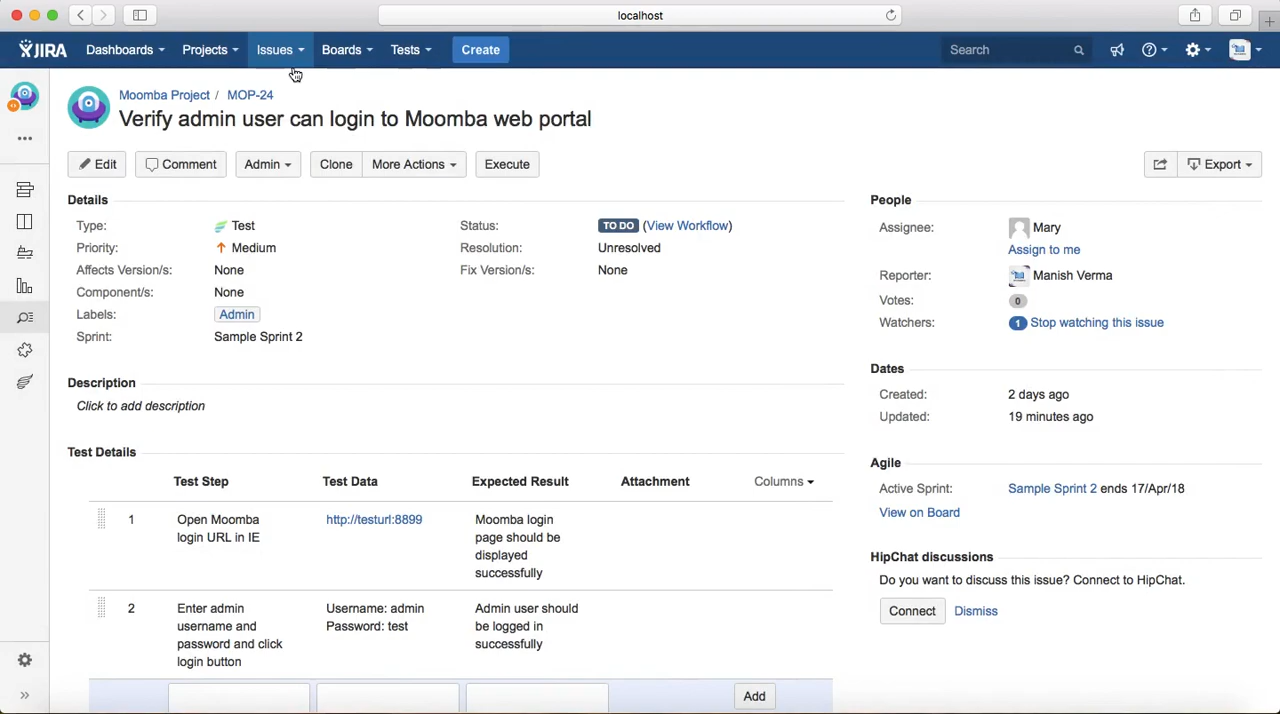 localhost
JIRA Dashboards Projects Issues Boards Tests Create Search
Moomba Project / MOP-24
Verify admin user can login to Moomba web portal
Edit Comment Admin Clone More Actions Execute Export
Details
Type: Test
Priority: Medium
Affects Version/s: None
Component/s: None
Labels: Admin
Sprint: Sample Sprint 2
Status: TO DO (View Workflow)
Resolution: Unresolved
Fix Version/s: None
Description
Click to add description
Test Details
Test Step Test Data Expected Result Attachment Columns
1
Open Moomba
login URL in IE
http://testurl:8899
Moomba login
page should be
displayed
successfully
2
Enter admin
username and
password and click
login button
Username: admin
Password: test
Admin user should
be logged in
successfully
Add
People
Assignee: Mary
Assign to me
Reporter: Manish Verma
Votes: 0
Watchers: 1 Stop watching this issue
Dates
Created: 2 days ago
Updated: 19 minutes ago
Agile
Active Sprint: Sample Sprint 2 ends 17/Apr/18
View on Board
HipChat discussions
Do you want to discuss this issue? Connect to HipChat.
Connect Dismiss